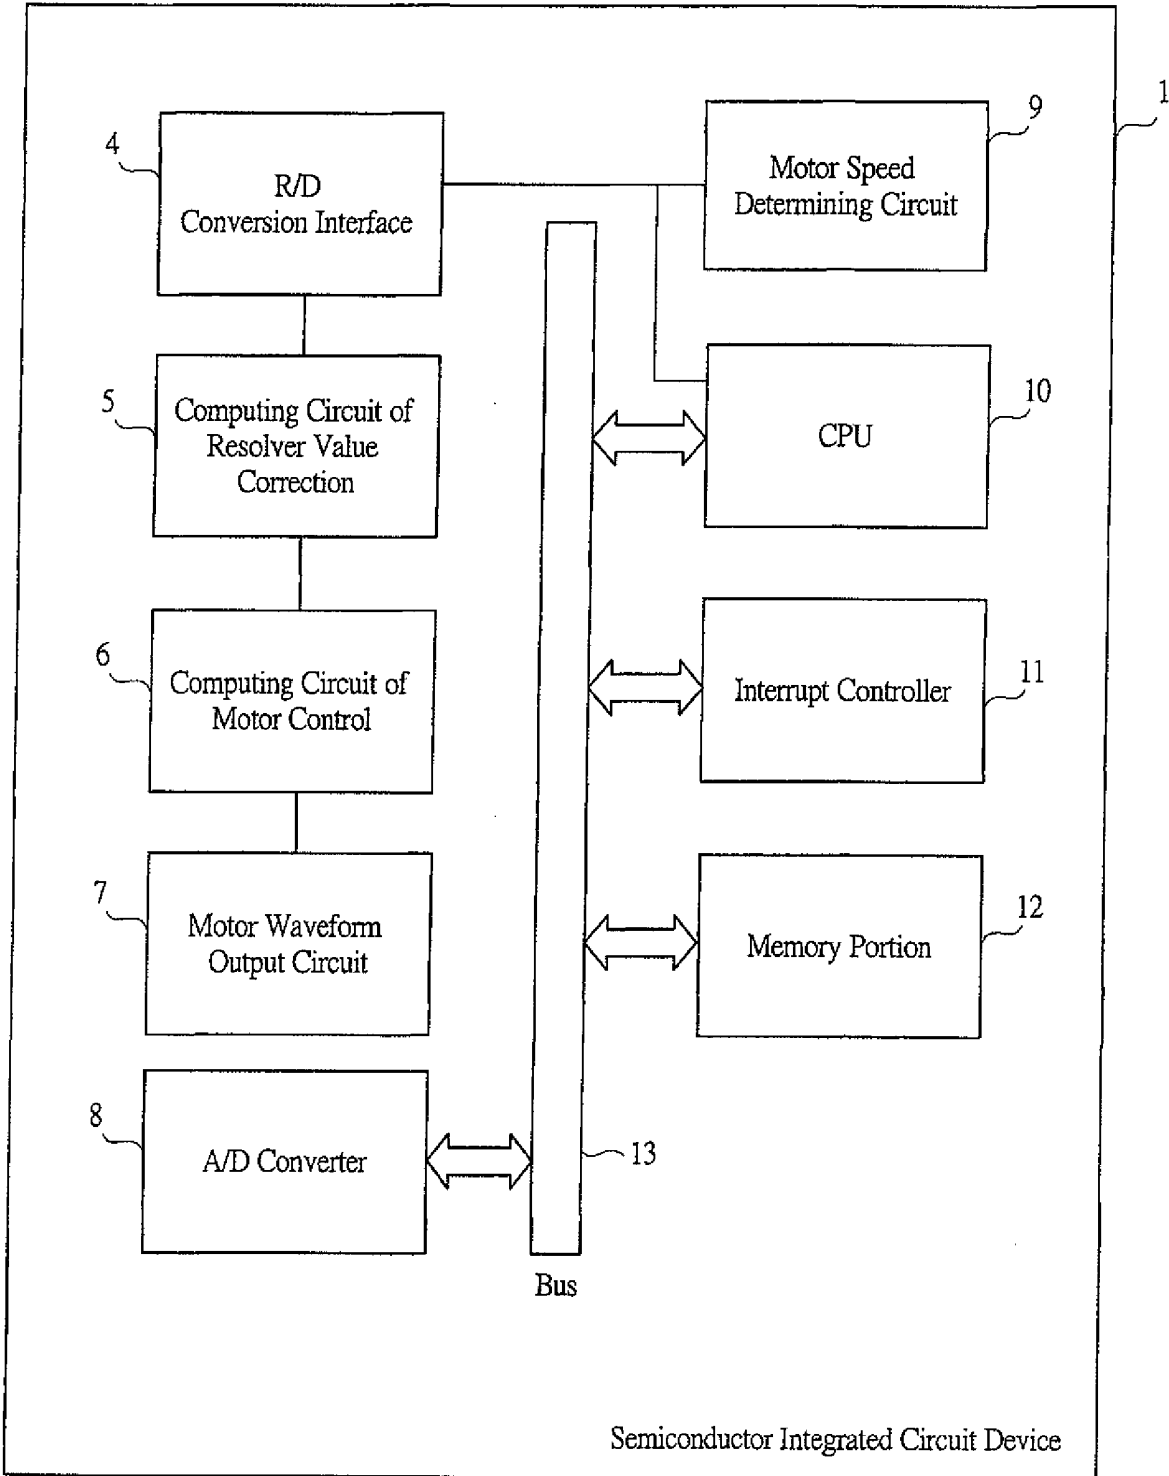 1
4
R/D
Conversion Interface
9
Motor Speed
Determining Circuit
5
Computing Circuit of
Resolver Value
Correction
10
CPU
6
Computing Circuit of
Motor Control
11
Interrupt Controller
7
Motor Waveform
Output Circuit
12
Memory Portion
8
A/D Converter
13
Bus
Semiconductor Integrated Circuit Device